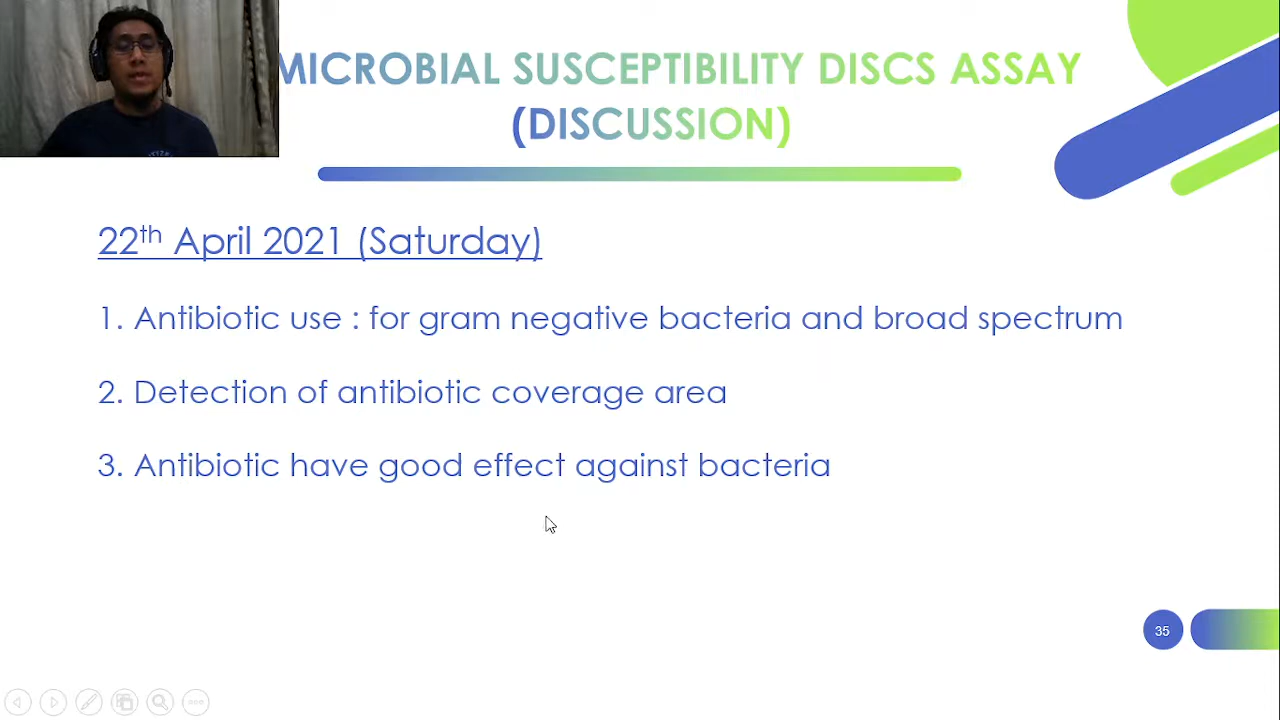 MICROBIAL SUSCEPTIBILITY DISCS ASSAY
(DISCUSSION)
22th April 2021 (Saturday)
1. Antibiotic use : for gram negative bacteria and broad spectrum
2. Detection of antibiotic coverage area
3. Antibiotic have good effect against bacteria
35